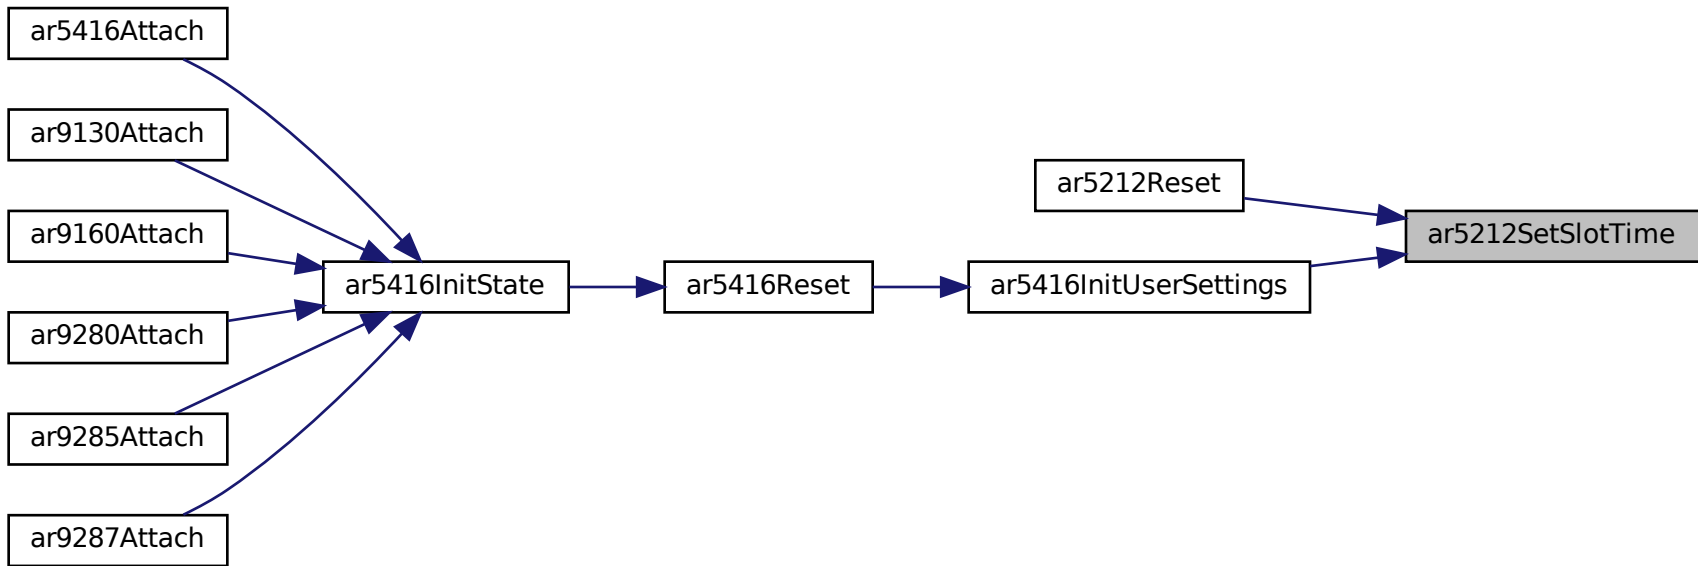 ar5416Attach
ar9130Attach
ar9160Attach
ar9280Attach
ar9285Attach
ar9287Attach
ar5416InitState
ar5416Reset
ar5212Reset
ar5416InitUserSettings
ar5212SetSlotTime